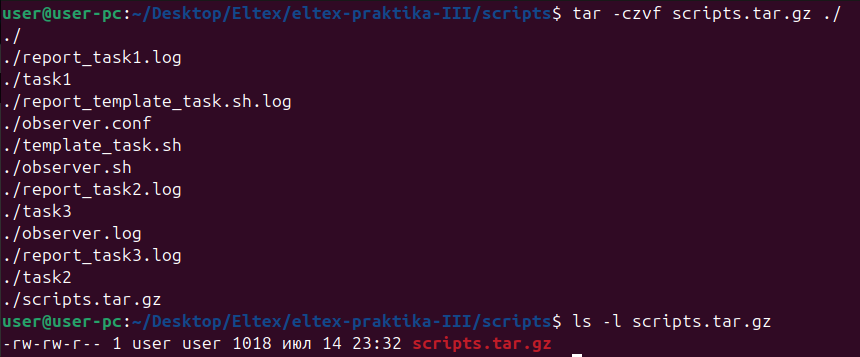 user@user-pc:~/Desktop/Eltex/eltex-praktika-III/scripts$ tar -czvf scripts.tar.gz ./
./
./report_task1.log
./task1
./report_template_task.sh.log
./observer.conf
./template_task.sh
./observer.sh
./report_task2.log
./task3
./observer.log
./report_task3.log
./task2
./scripts.tar.gz
user@user-pc:~/Desktop/Eltex/eltex-praktika-III/scripts$ ls -l scripts.tar.gz
-rw-rw-r-- 1 user user 1018 июл 14 23:32 scripts.tar.gz